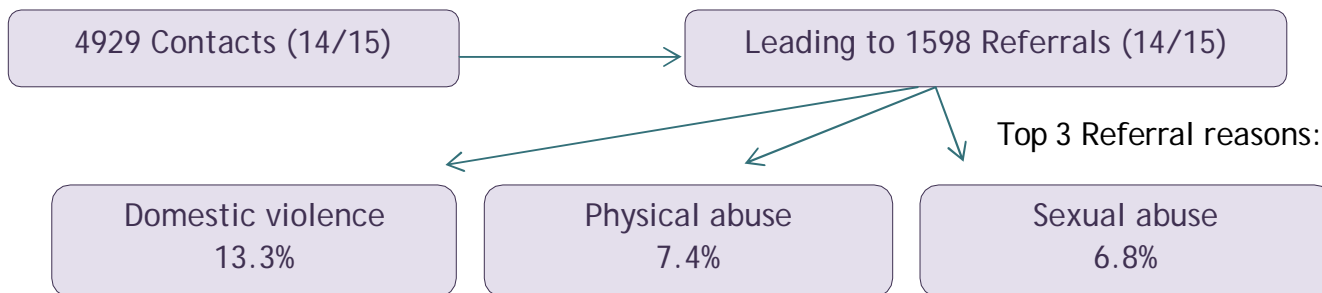 4929 Contacts (14/15)
Leading to 1598 Referrals (14/15)
Top 3 Referral reasons:
Domestic violence
13.3%
Physical abuse
7.4%
Sexual abuse
6.8%